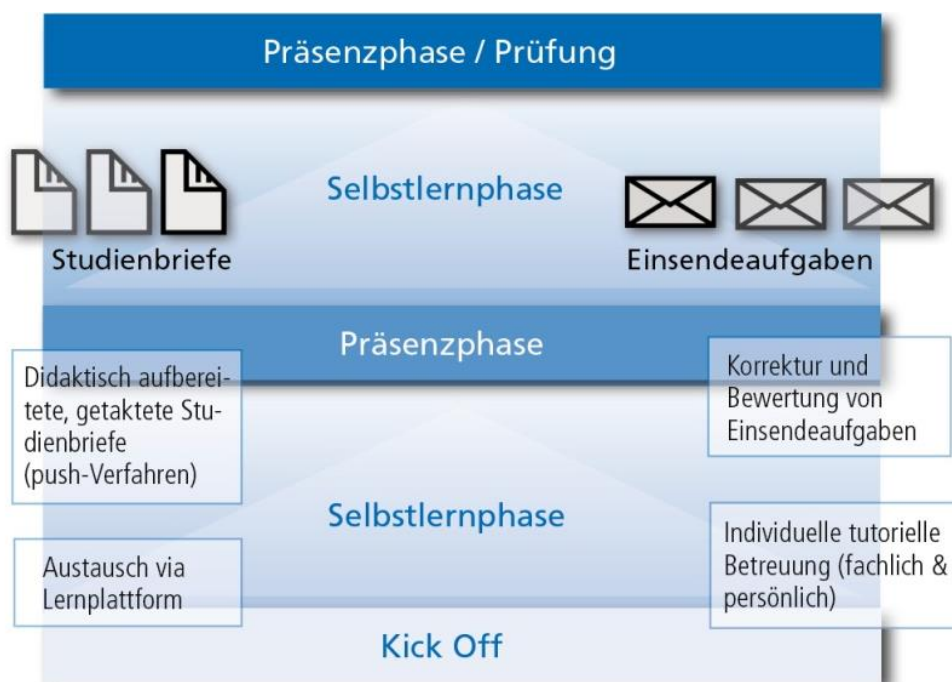 Präsenzphase / Prüfung
Selbstlernphase
Studienbriefe
Einsendeaufgaben
Präsenzphase
Didaktisch aufberei-
tete, getaktete Stu-
dienbriefe
(push-Verfahren)
Korrektur und
Bewertung von
Einsendeaufgaben
Selbstlernphase
Austausch via
Lernplattform
Individuelle tutorielle
Betreuung (fachlich &
persönlich)
Kick Off